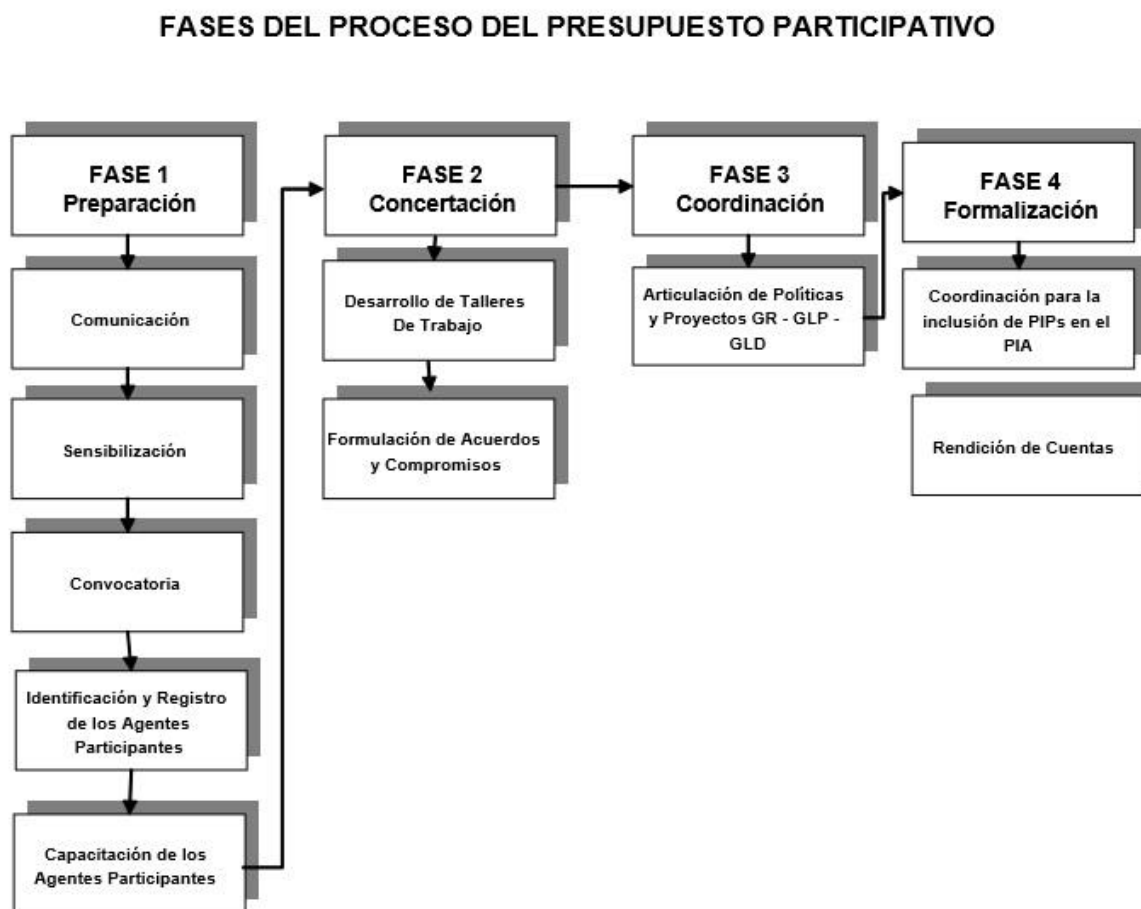 FASES DEL PROCESO DEL PRESUPUESTO PARTICIPATIVO
FASE 1
Preparación
Comunicación
Sensibilización
Convocatoria
Identificación y Registro
de los Agentes
Participantes
Capacitación de los
Agentes Participantes
FASE 2
Concertación
Desarrollo de Talleres
De Trabajo
Formulación de Acuerdos
y Compromisos
FASE 3
Coordinación
Articulación de Políticas
y Proyectos GR - GLP -
GLD
FASE 4
Formalización
Coordinación para la
inclusión de PIPs en el
PIA
Rendición de Cuentas